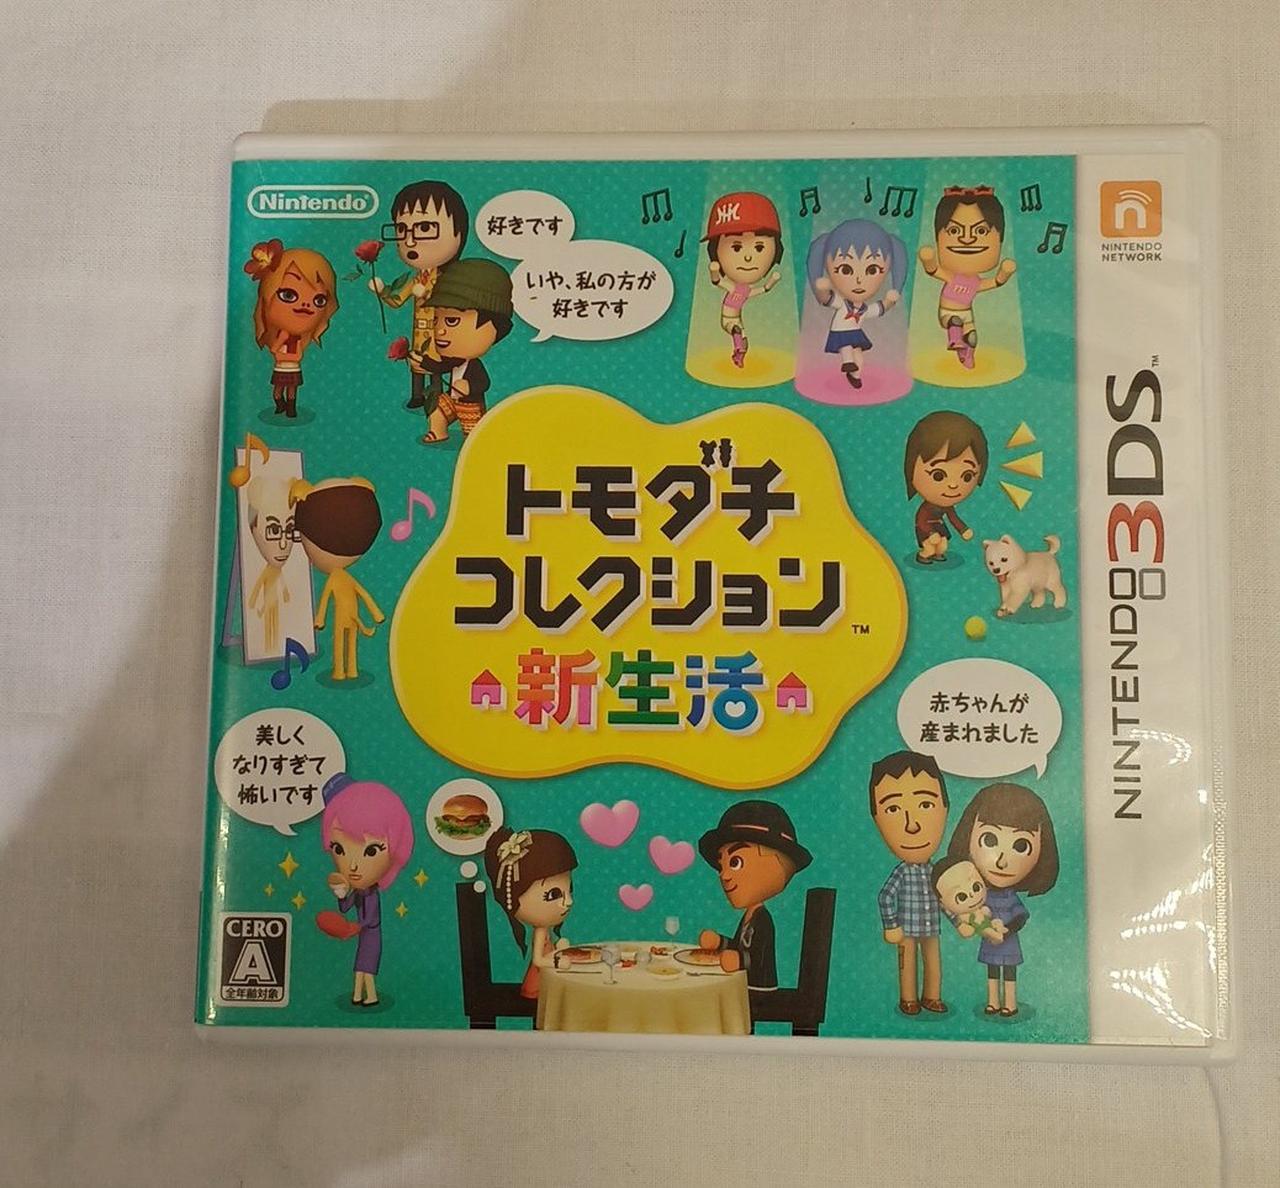 Nintendo®
好きです
いや、私の方が
好きです
トモダチ
コレクション™
新生活
美しく
なりすぎて
怖いです
赤ちゃんが
産まれました
CERO
A
全年齢対象
NINTENDO
NETWORK
NINTENDO 3DS™